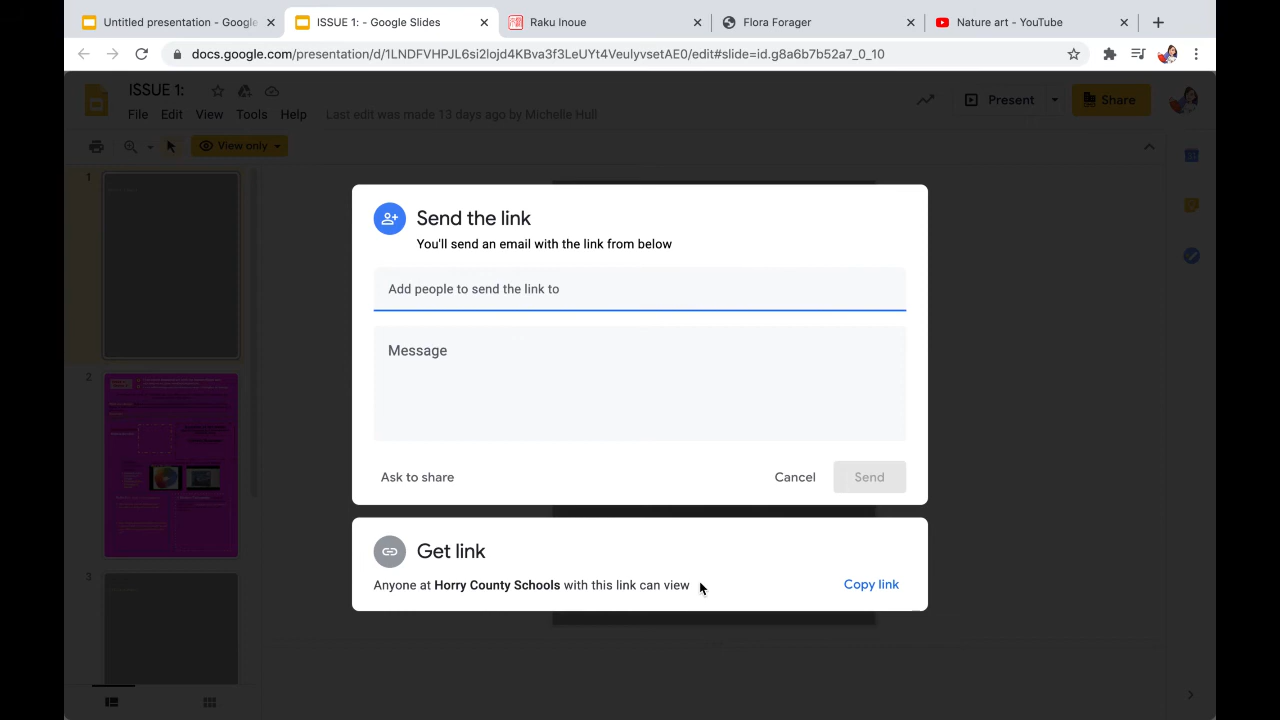 Untitled presentation - Google
ISSUE 1: - Google Slides
Raku Inoue
Flora Forager
Nature art - YouTube
docs.google.com/presentation/d/1LNDFVHPJL6si2lojd4KBva3f3LeUYt4VeulyvsetAE0/edit#slide=id.g8a6b7b52a7_0_10
ISSUE 1:
File Edit View Tools Help
Last edit was made 13 days ago by Michelle Hull
Present
Share
View only
1
2
3
Send the link
You'll send an email with the link from below
Add people to send the link to
Message
Ask to share
Cancel
Send
Get link
Anyone at Horry County Schools with this link can view
Copy link